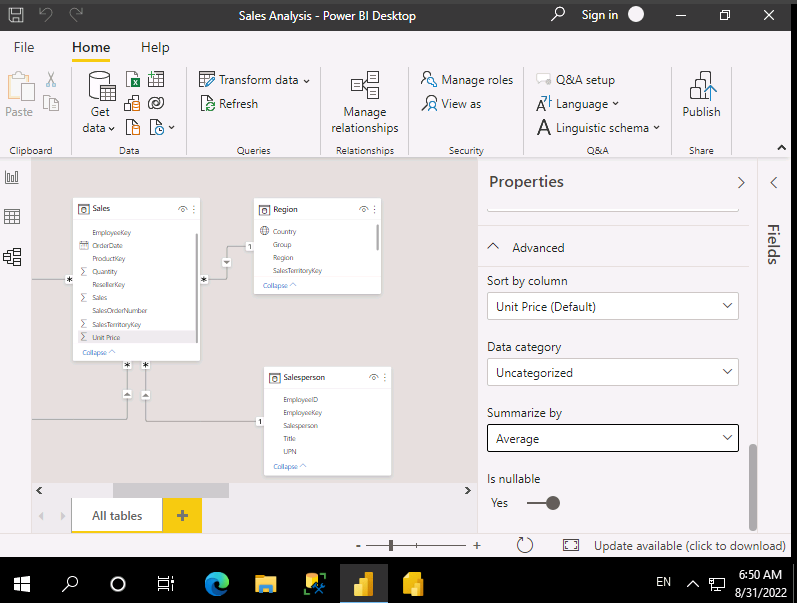 Sales Analysis - Power BI Desktop
Sign in
File
Home
Help
Paste
Get data
Transform data
Refresh
Manage relationships
Manage roles
View as
Q&A setup
Language
Linguistic schema
Publish
Clipboard
Data
Queries
Relationships
Security
Q&A
Share
Sales
EmployeeKey
OrderDate
ProductKey
Quantity
ResellerKey
Sales
SalesOrderNumber
SalesTerritoryKey
Unit Price
Collapse
Region
Country
Group
Region
SalesTerritoryKey
Collapse
1
*
*
*
*
1
Salesperson
EmployeeID
EmployeeKey
Salesperson
Title
UPN
Collapse
Properties
Advanced
Sort by column
Unit Price (Default)
Data category
Uncategorized
Summarize by
Average
Is nullable
Yes
Fields
All tables
+
- +
Update available (click to download)
EN
6:50 AM
8/31/2022